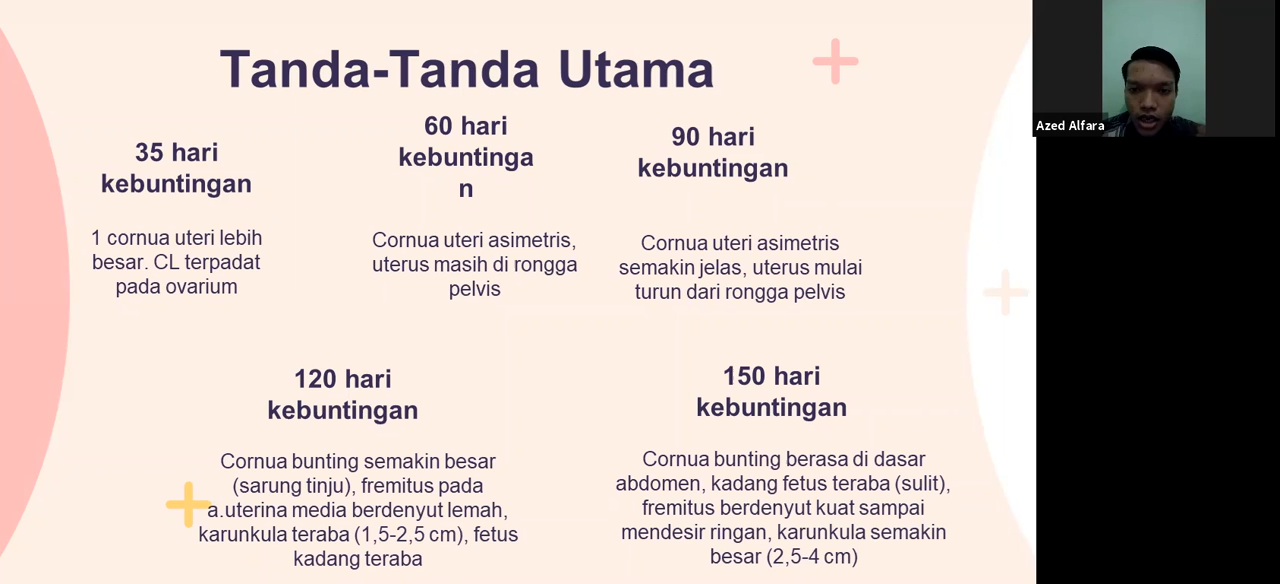 Tanda-Tanda Utama
35 hari
kebuntingan
1 cornua uteri lebih
besar. CL terpadat
pada ovarium
60 hari
kebuntinga
n
Cornua uteri asimetris,
uterus masih di rongga
pelvis
90 hari
kebuntingan
Cornua uteri asimetris
semakin jelas, uterus mulai
turun dari rongga pelvis
120 hari
kebuntingan
Cornua bunting semakin besar
(sarung tinju), fremitus pada
a.uterina media berdenyut lemah,
karunkula teraba (1,5-2,5 cm), fetus
kadang teraba
150 hari
kebuntingan
Cornua bunting berasa di dasar
abdomen, kadang fetus teraba (sulit),
fremitus berdenyut kuat sampai
mendesir ringan, karunkula semakin
besar (2,5-4 cm)
Azed Alfara